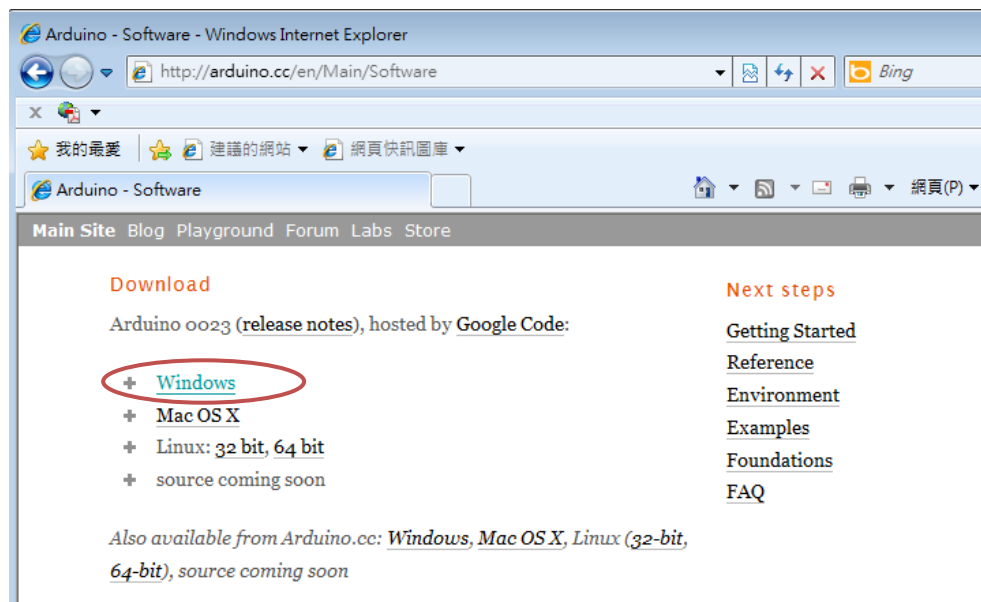 Arduino - Software - Windows Internet Explorer
http://arduino.cc/en/Main/Software
Bing
x
我的最愛 建議的網站 網頁快訊圖庫
Arduino - Software
網頁(P)
Main Site Blog Playground Forum Labs Store
Download
Arduino 0023 (release notes), hosted by Google Code:
Windows
Mac OS X
Linux: 32 bit, 64 bit
source coming soon
Also available from Arduino.cc: Windows, Mac OS X, Linux (32-bit,
64-bit), source coming soon
Next steps
Getting Started
Reference
Environment
Examples
Foundations
FAQ